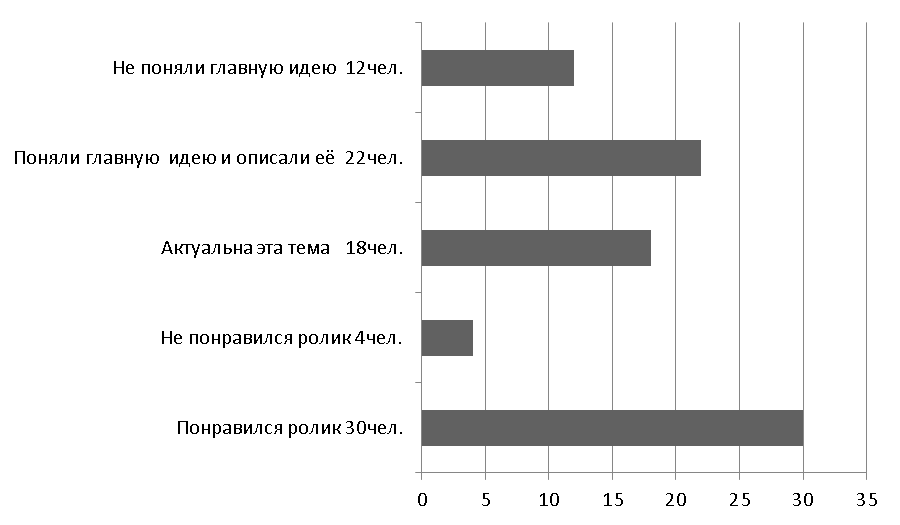 Не поняли главную идею 12чел.
Поняли главную идею и описали её 22чел.
Актуальна эта тема 18чел.
Не понравился ролик 4чел.
Понравился ролик 30чел.
0 5 10 15 20 25 30 35